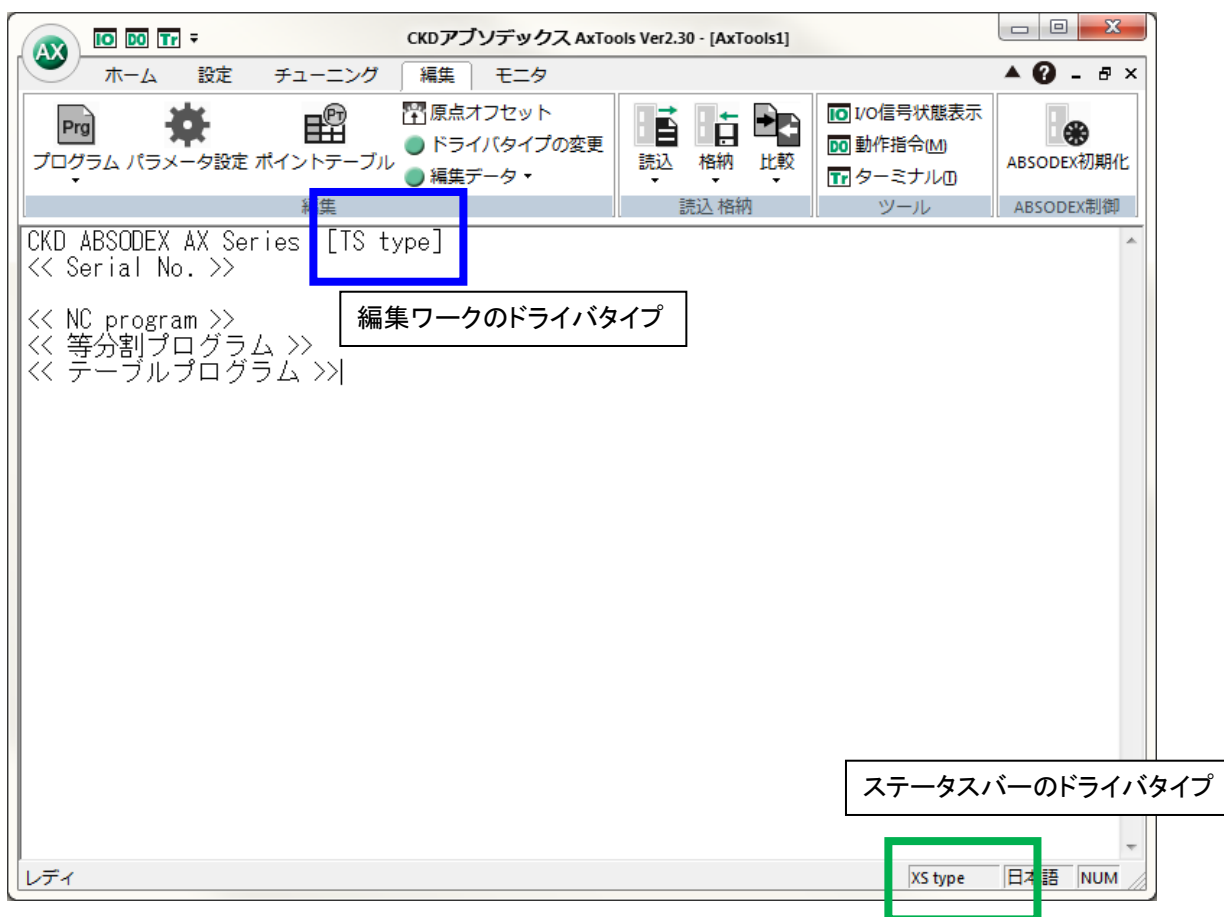 AX IO DO Tr CKDアブソデックス AxTools Ver2.30 - [AxTools1]
ホーム 設定 チューニング 編集 モニタ
Prg
プログラム パラメータ設定
PT
ポイントテーブル
原点オフセット
ドライバタイプの変更
編集データ
編集
読込 格納 比較
読込 格納
IO I/O信号状態表示
DO 動作指令(M)
Tr ターミナル(T)
ツール
ABSODEX初期化
ABSODEX制御
CKD ABSODEX AX Series [TS type]
<< Serial No. >>
編集ワークのドライバタイプ
<< NC program >>
<< 等分割プログラム >>
<< テーブルプログラム >>
ステータスバーのドライバタイプ
レディ XS type 日本語 NUM